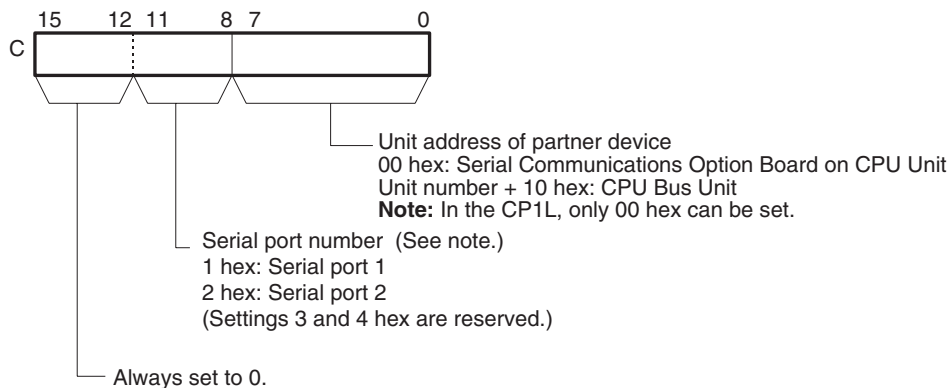 15 12 11 8 7 0
C
Unit address of partner device
00 hex: Serial Communications Option Board on CPU Unit
Unit number + 10 hex: CPU Bus Unit
Note: In the CP1L, only 00 hex can be set.
Serial port number (See note.)
1 hex: Serial port 1
2 hex: Serial port 2
(Settings 3 and 4 hex are reserved.)
Always set to 0.